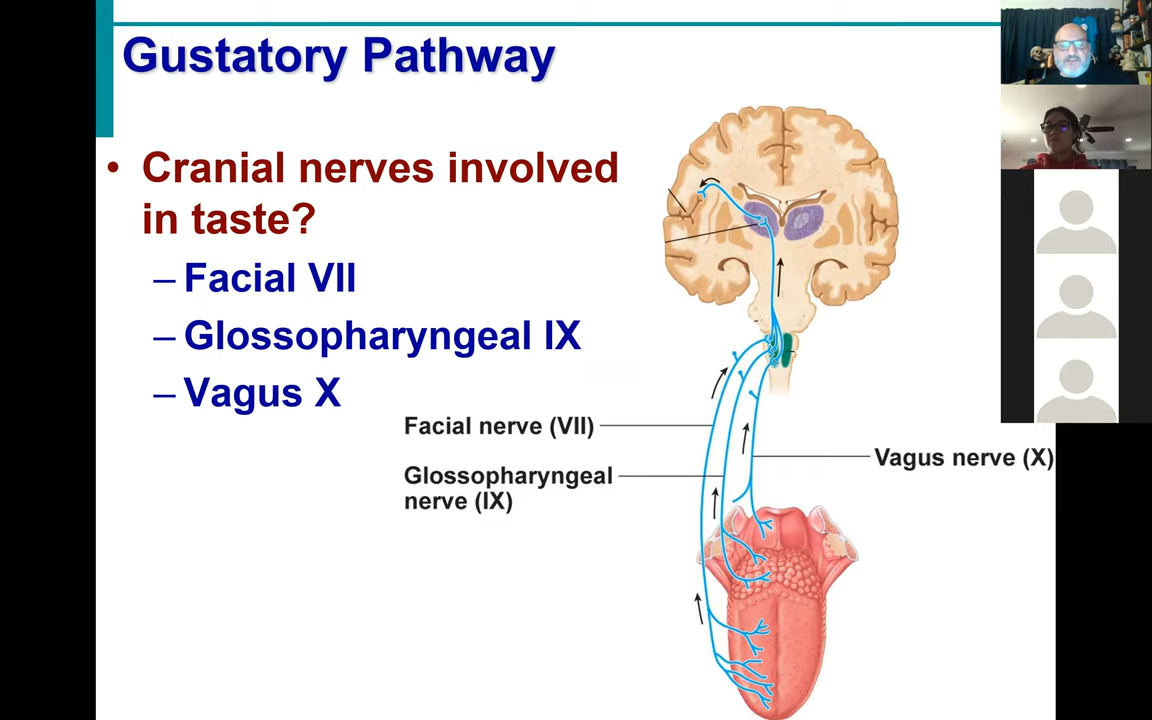 Gustatory Pathway
• Cranial nerves involved
in taste?
– Facial VII
– Glossopharyngeal IX
– Vagus X
Facial nerve (VII)
Glossopharyngeal
nerve (IX)
Vagus nerve (X)